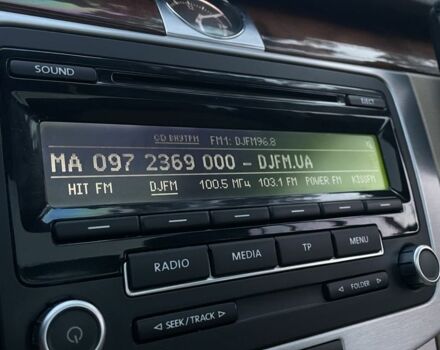 SOUND
EJECT
CD ВНУТРИ FM1: DJFM96.8
МА 097 2369 000 - DJFM.UA
HIT FM DJFM 100.5 МГц 103.1 FM POWER FM KISSFM
RADIO MEDIA TP MENU
◁ SEEK / TRACK ▷ ◁ FOLDER ▷